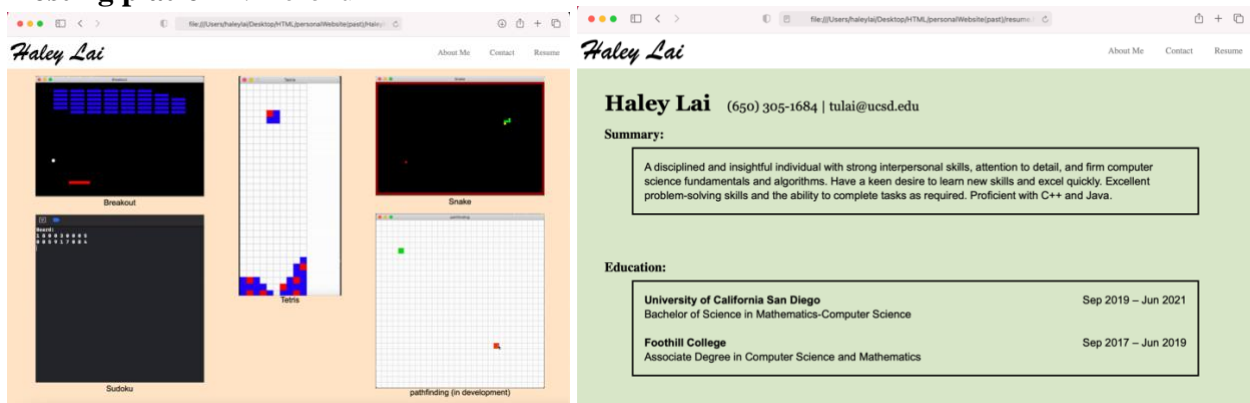 Haley Lai
About Me Contact Resume
Breakout
Tetris
Snake
Breakout
Snake
Board:
pathfinding
Tetris
Sudoku
pathfinding (in development)
Haley Lai
About Me Contact Resume
Haley Lai (650) 305-1684 | tulai@ucsd.edu
Summary:
A disciplined and insightful individual with strong interpersonal skills, attention to detail, and firm computer
science fundamentals and algorithms. Have a keen desire to learn new skills and excel quickly. Excellent
problem-solving skills and the ability to complete tasks as required. Proficient with C++ and Java.
Education:
University of California San Diego Sep 2019 – Jun 2021
Bachelor of Science in Mathematics-Computer Science
Foothill College Sep 2017 – Jun 2019
Associate Degree in Computer Science and Mathematics